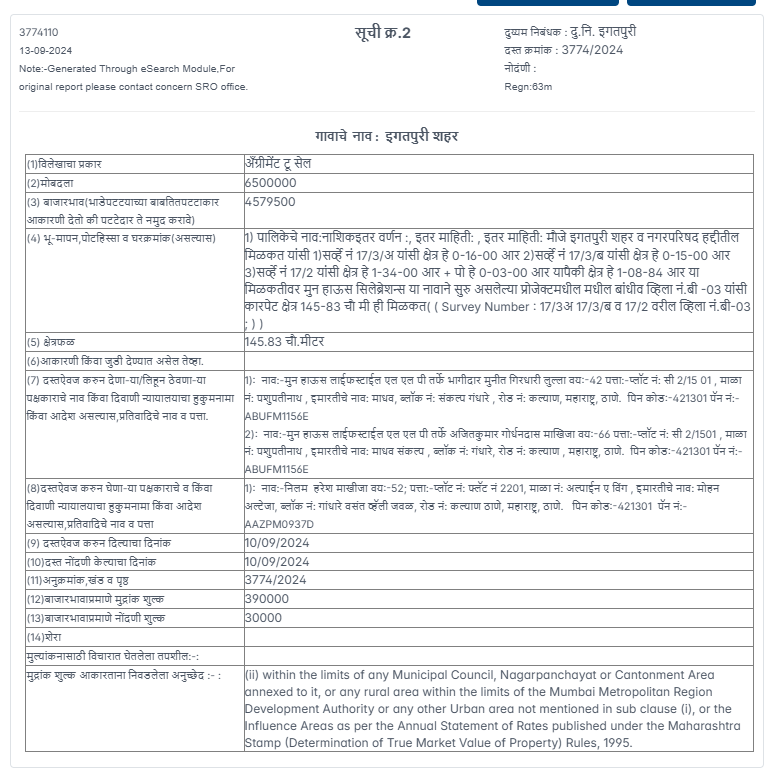 3774110
13-09-2024
Note:-Generated Through eSearch Module,For
original report please contact concern SRO office.
सूची क्र.2
दुय्यम निबंधक : दु.नि. इगतपुरी
दस्त क्रमांक : 3774/2024
नोदंणी :
Regn:63m
गावाचे नाव : इगतपुरी शहर
(1)विलेखाचा प्रकार
अँग्रीमेंट टू सेल
(2)मोबदला
6500000
(3) बाजारभाव(भाडेपटटयाच्या बाबतितपटटाकार
आकारणी देतो की पटटेदार ते नमुद करावे)
4579500
(4) भू-मापन,पोटहिस्सा व घरक्रमांक(असल्यास)
1) पालिकेचे नाव:नाशिकइतर वर्णन :, इतर माहिती: , इतर माहिती: मौजे इगतपुरी शहर व नगरपरिषद हद्दीतील
मिळकत यांसी 1)सर्व्हे नं 17/3/अ यांसी क्षेत्र हे 0-16-00 आर 2)सर्व्हे नं 17/3/ब यांसी क्षेत्र हे 0-15-00 आर
3)सर्व्हे नं 17/2 यांसी क्षेत्र हे 1-34-00 आर + पो हे 0-03-00 आर यापैकी क्षेत्र हे 1-08-84 आर या
मिळकतीवर मुन हाऊस सिलेब्रेशन्स या नावाने सुरु असलेल्या प्रोजेक्टमधील मधील बांधीव व्हिला नं.बी -03 यांसी
कारपेट क्षेत्र 145-83 चौ मी ही मिळकत( ( Survey Number : 17/3अ 17/3/ब व 17/2 वरील व्हिला नं.बी-03
; ) )
(5) क्षेत्रफळ
145.83 चौ.मीटर
(6)आकारणी किंवा जुडी देण्यात असेल तेव्हा.
(7) दस्तऐवज करुन देणा-या/लिहून ठेवणा-या
पक्षकाराचे नाव किंवा दिवाणी न्यायालयाचा हुकुमनामा
किंवा आदेश असल्यास,प्रतिवादिचे नाव व पत्ता.
1): नाव:-मुन हाऊस लाईफस्टाईल एल एल पी तर्फे भागीदार मुनीत गिरधारी लुल्ला वय:-42 पत्ता:-प्लॉट नं: सी 2/15 01 , माळा
नं: पशुपतीनाथ , इमारतीचे नाव: माधव, ब्लॉक नं: संकल्प गंधारे , रोड नं: कल्याण, महाराष्ट्र, ठाणे. पिन कोड:-421301 पॅन नं:-
ABUFM1156E
2): नाव:-मुन हाऊस लाईफस्टाईल एल एल पी तर्फे अजितकुमार गोर्धनदास माखिजा वय:-66 पत्ता:-प्लॉट नं: सी 2/1501 , माळा
नं: पशुपतीनाथ , इमारतीचे नाव: माधव संकल्प , ब्लॉक नं: गंधारे, रोड नं: कल्याण , महाराष्ट्र, ठाणे. पिन कोड:-421301 पॅन नं:-
ABUFM1156E
(8)दस्तऐवज करुन घेणा-या पक्षकाराचे व किंवा
दिवाणी न्यायालयाचा हुकुमनामा किंवा आदेश
असल्यास,प्रतिवादिचे नाव व पत्ता
1): नाव:-निलम हरेश माखीजा वय:-52; पत्ता:-प्लॉट नं: फ्लॅट नं 2201, माळा नं: अल्पाईन ए विंग , इमारतीचे नाव: मोहन
अल्टेजा, ब्लॉक नं: गांधारे वसंत व्हॅली जवळ, रोड नं: कल्याण ठाणे, महाराष्ट्र, ठाणे. पिन कोड:-421301 पॅन नं:-
AAZPM0937D
(9) दस्तऐवज करुन दिल्याचा दिनांक
10/09/2024
(10)दस्त नोंदणी केल्याचा दिनांक
10/09/2024
(11)अनुक्रमांक,खंड व पृष्ठ
3774/2024
(12)बाजारभावाप्रमाणे मुद्रांक शुल्क
390000
(13)बाजारभावाप्रमाणे नोंदणी शुल्क
30000
(14)शेरा
मुल्यांकनासाठी विचारात घेतलेला तपशील:-:
मुद्रांक शुल्क आकारताना निवडलेला अनुच्छेद :- :
(ii) within the limits of any Municipal Council, Nagarpanchayat or Cantonment Area
annexed to it, or any rural area within the limits of the Mumbai Metropolitan Region
Development Authority or any other Urban area not mentioned in sub clause (i), or the
Influence Areas as per the Annual Statement of Rates published under the Maharashtra
Stamp (Determination of True Market Value of Property) Rules, 1995.